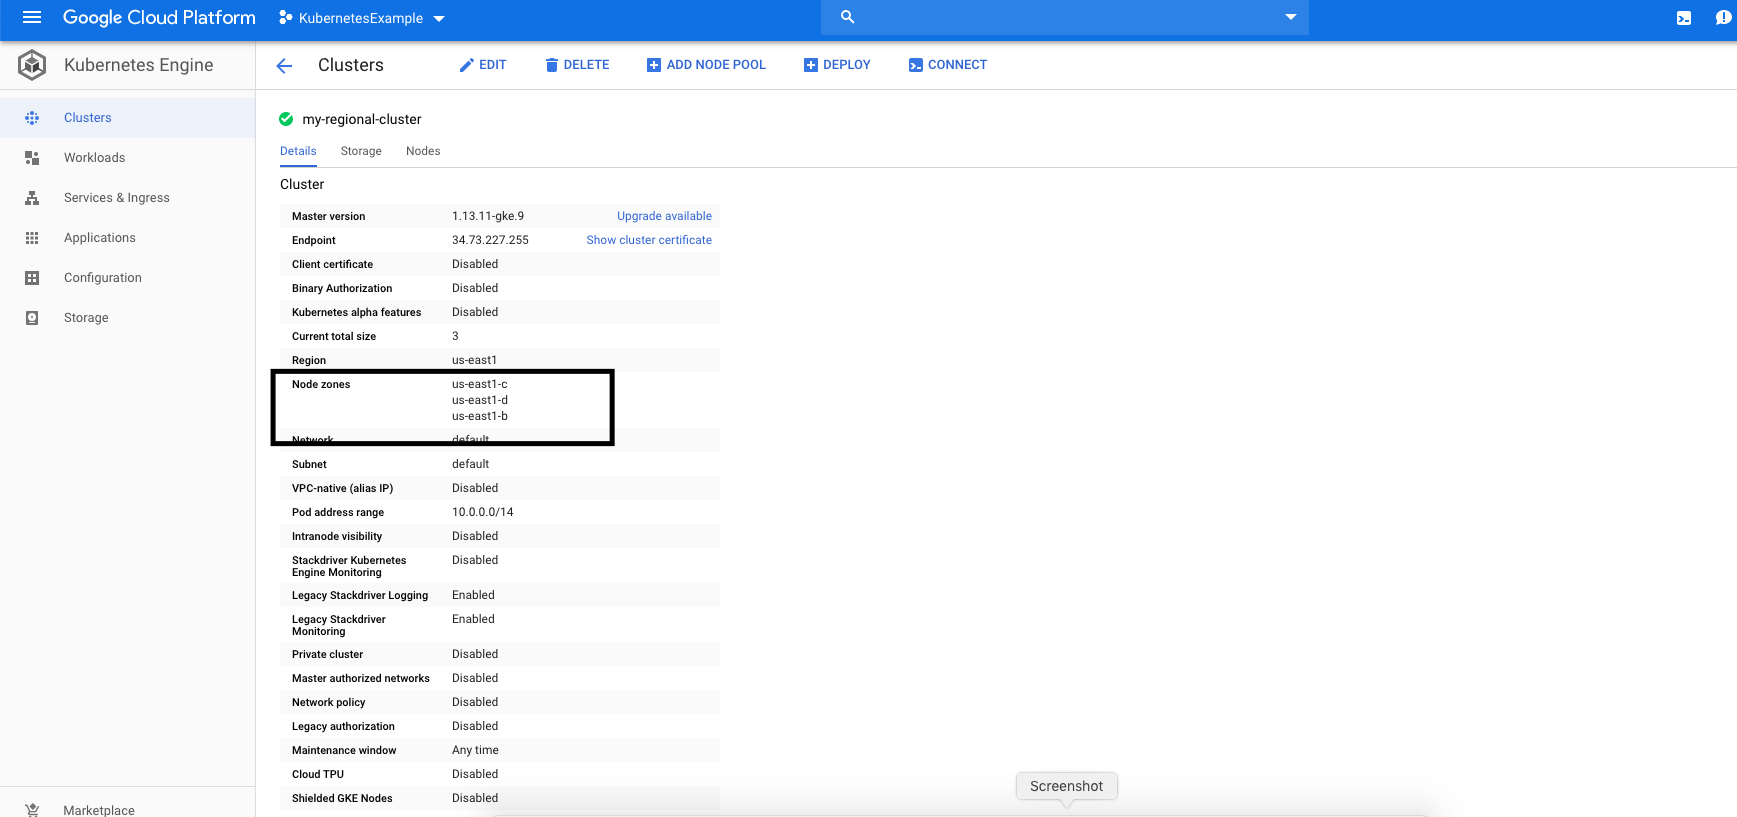 Google Cloud Platform KubernetesExample
Kubernetes Engine
Clusters EDIT DELETE ADD NODE POOL DEPLOY CONNECT
Clusters
Workloads
Services & Ingress
Applications
Configuration
Storage
Marketplace
my-regional-cluster
Details Storage Nodes
Cluster
Master version 1.13.11-gke.9 Upgrade available
Endpoint 34.73.227.255 Show cluster certificate
Client certificate Disabled
Binary Authorization Disabled
Kubernetes alpha features Disabled
Current total size 3
Region us-east1
Node zones us-east1-c
us-east1-d
us-east1-b
Network default
Subnet default
VPC-native (alias IP) Disabled
Pod address range 10.0.0.0/14
Intranode visibility Disabled
Stackdriver Kubernetes Disabled
Engine Monitoring
Legacy Stackdriver Logging Enabled
Legacy Stackdriver Enabled
Monitoring
Private cluster Disabled
Master authorized networks Disabled
Network policy Disabled
Legacy authorization Disabled
Maintenance window Any time
Cloud TPU Disabled
Shielded GKE Nodes Disabled
Screenshot